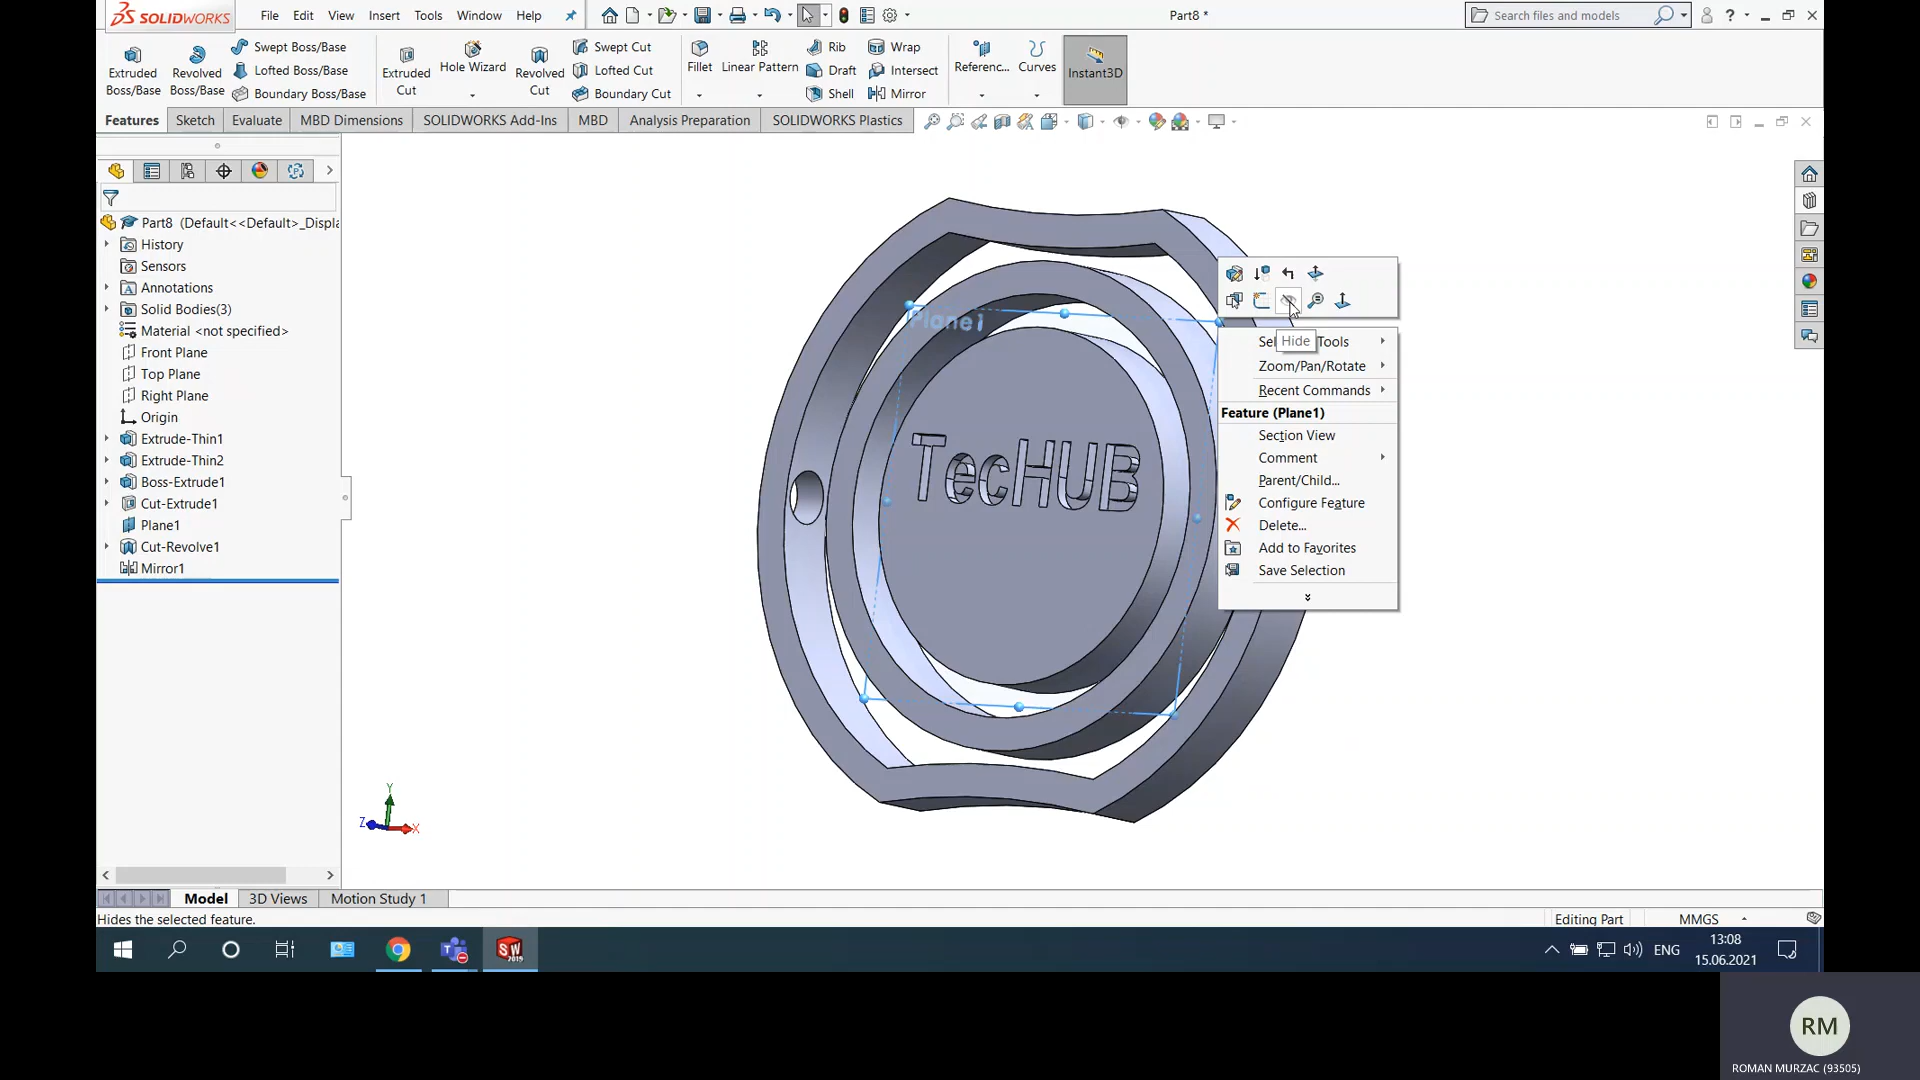 SOLIDWORKS File Edit View Insert Tools Window Help Part8 * Search files and models ?
Extruded Boss/Base
Revolved Boss/Base
Swept Boss/Base
Lofted Boss/Base
Boundary Boss/Base
Extruded Cut
Hole Wizard
Revolved Cut
Swept Cut
Lofted Cut
Boundary Cut
Fillet
Linear Pattern
Rib
Draft
Shell
Wrap
Intersect
Mirror
Referenc...
Curves
Instant3D
Features Sketch Evaluate MBD Dimensions SOLIDWORKS Add-Ins MBD Analysis Preparation SOLIDWORKS Plastics
Part8 (Default<<Default>_Displa
History
Sensors
Annotations
Solid Bodies(3)
Material <not specified>
Front Plane
Top Plane
Right Plane
Origin
Extrude-Thin1
Extrude-Thin2
Boss-Extrude1
Cut-Extrude1
Plane1
Cut-Revolve1
Mirror1
Plane1
TecHUB
Hide
Sel Tools
Zoom/Pan/Rotate
Recent Commands
Feature (Plane1)
Section View
Comment
Parent/Child...
Configure Feature
Delete...
Add to Favorites
Save Selection
Y
Z X
Model 3D Views Motion Study 1
Hides the selected feature. Editing Part MMGS
SW 2019
ENG
13:08
15.06.2021
RM
ROMAN MURZAC (93505)